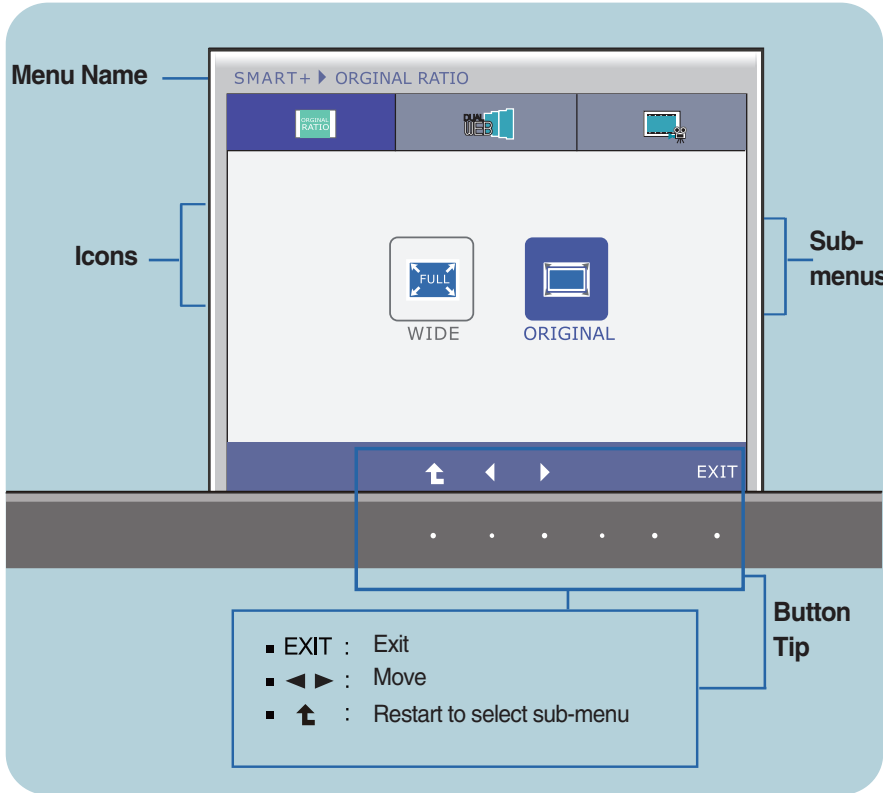 Menu Name
SMART+ ORGINAL RATIO
ORGINAL
RATIO
DUAL
WEB
Icons
Sub-
menus
FULL
WIDE
ORIGINAL
EXIT
Button
Tip
▪ EXIT : Exit
▪ ◄ ► : Move
▪ : Restart to select sub-menu